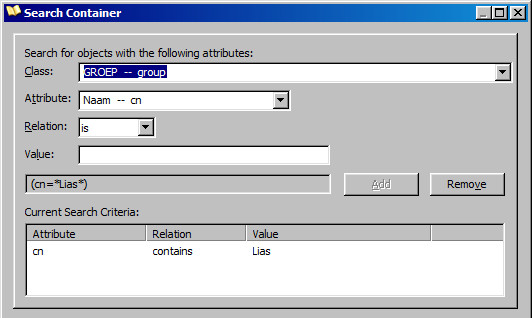 Search Container
Search for objects with the following attributes:
Class: GROEP -- group
Attribute: Naam -- cn
Relation: is
Value:
(cn=*Lias*) Add Remove
Current Search Criteria:
Attribute Relation Value
cn contains Lias